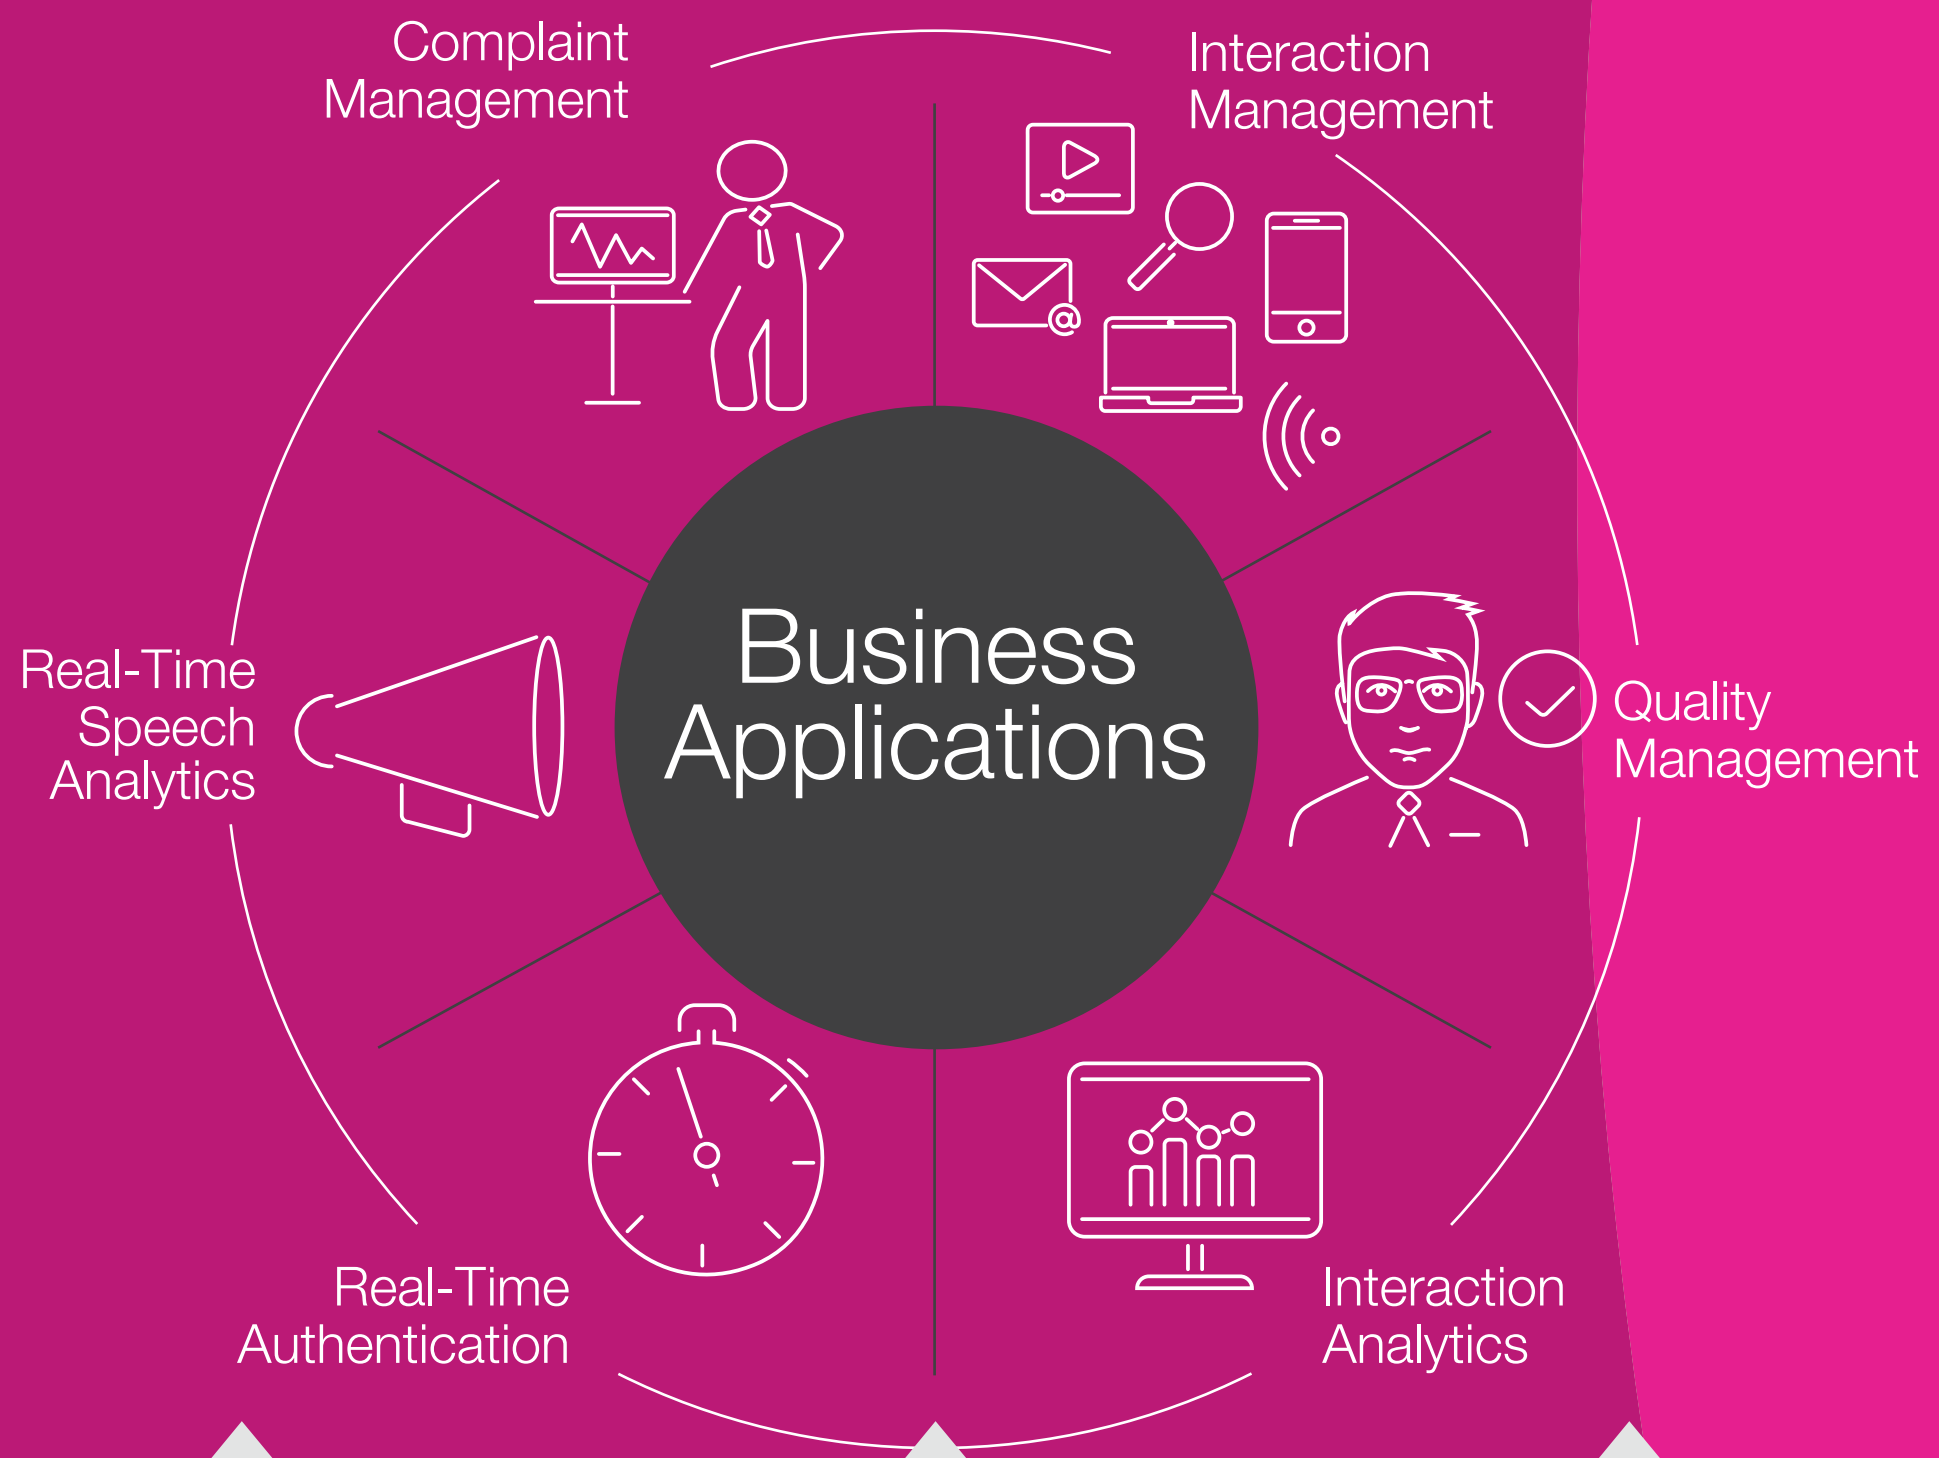 Complaint
Management
Interaction
Management
Business
Applications
Real-Time
Speech
Analytics
Quality
Management
Real-Time
Authentication
Interaction
Analytics